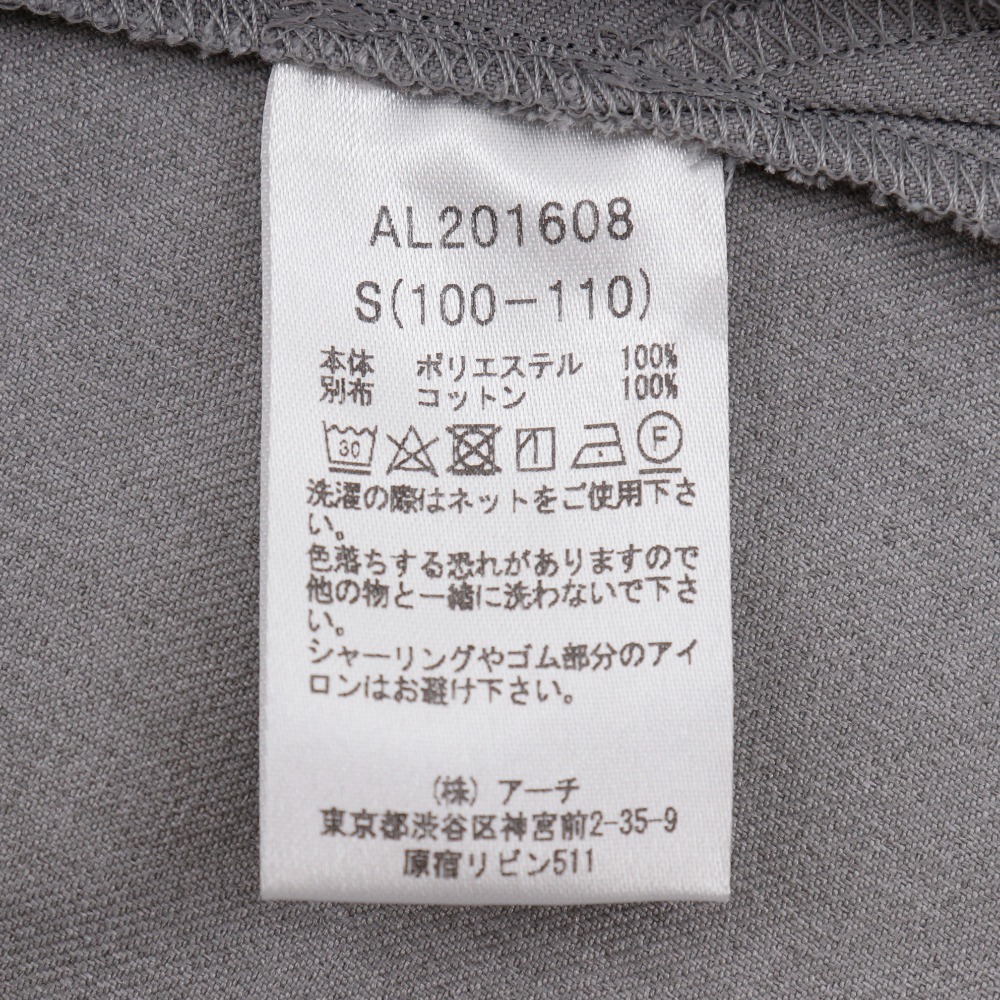 AL201608
S(100-110)
本体 ポリエステル 100%
別布 コットン 100%
30 F
洗濯の際はネットをご使用下さ
い。
色落ちする恐れがありますので
他の物と一緒に洗わないで下さ
い。
シャーリングやゴム部分のアイ
ロンはお避け下さい。
(株) アーチ
東京都渋谷区神宮前2-35-9
原宿リビン511